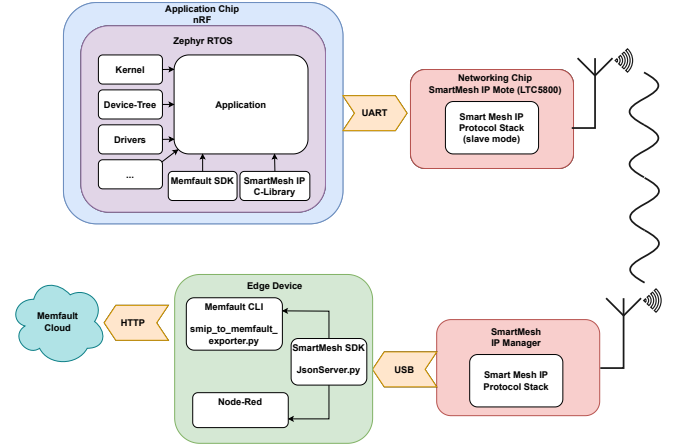 Application Chip
nRF
Zephyr RTOS
Kernel
Device-Tree
Drivers
...
Application
Memfault SDK
SmartMesh IP
C-Library
UART
Networking Chip
SmartMesh IP Mote (LTC5800)
Smart Mesh IP
Protocol Stack
(slave mode)
Memfault
Cloud
HTTP
Edge Device
Memfault CLI
smip_to_memfault_
exporter.py
SmartMesh SDK
JsonServer.py
Node-Red
USB
SmartMesh
IP Manager
Smart Mesh IP
Protocol Stack